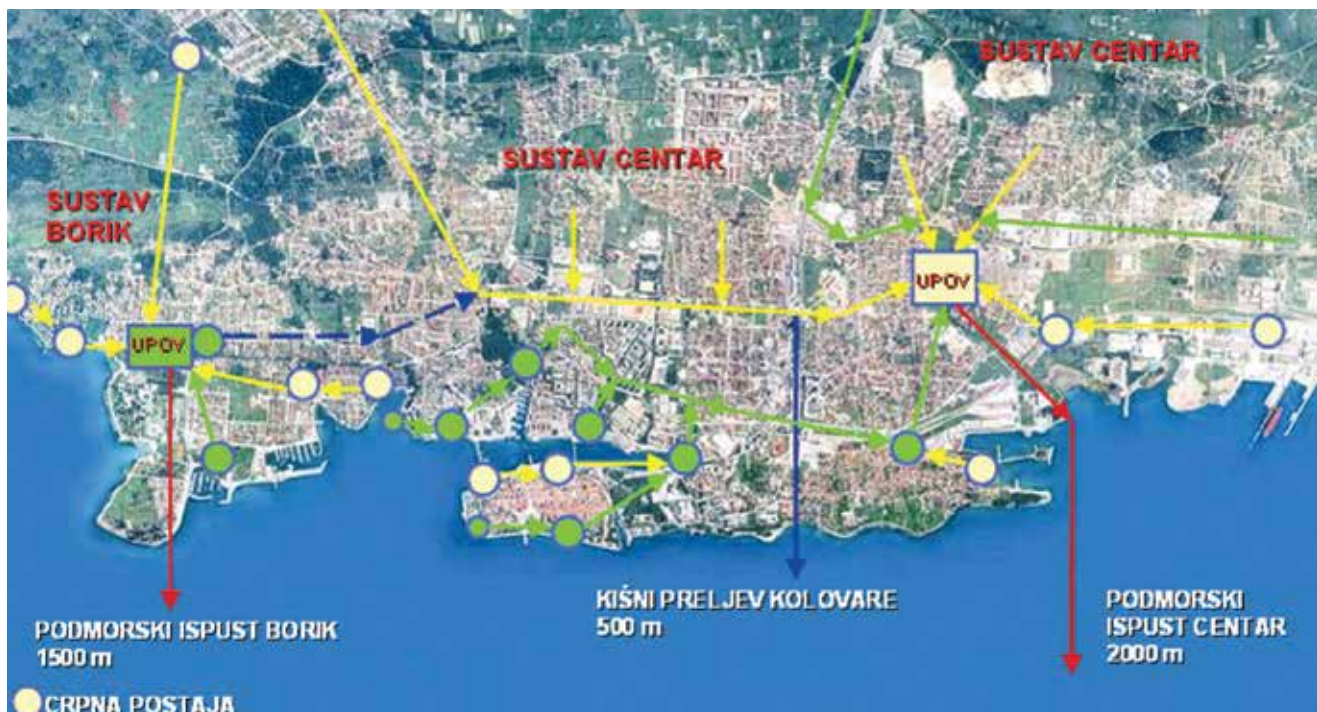 SUSTAV CENTAR
SUSTAV CENTAR
SUSTAV
BORIK
UPOV
UPOV
KIŠNI PRELJEV KOLOVARE
500 m
PODMORSKI
ISPUST CENTAR
2000 m
PODMORSKI ISPUST BORIK
1500 m
CRPNA POSTAJA